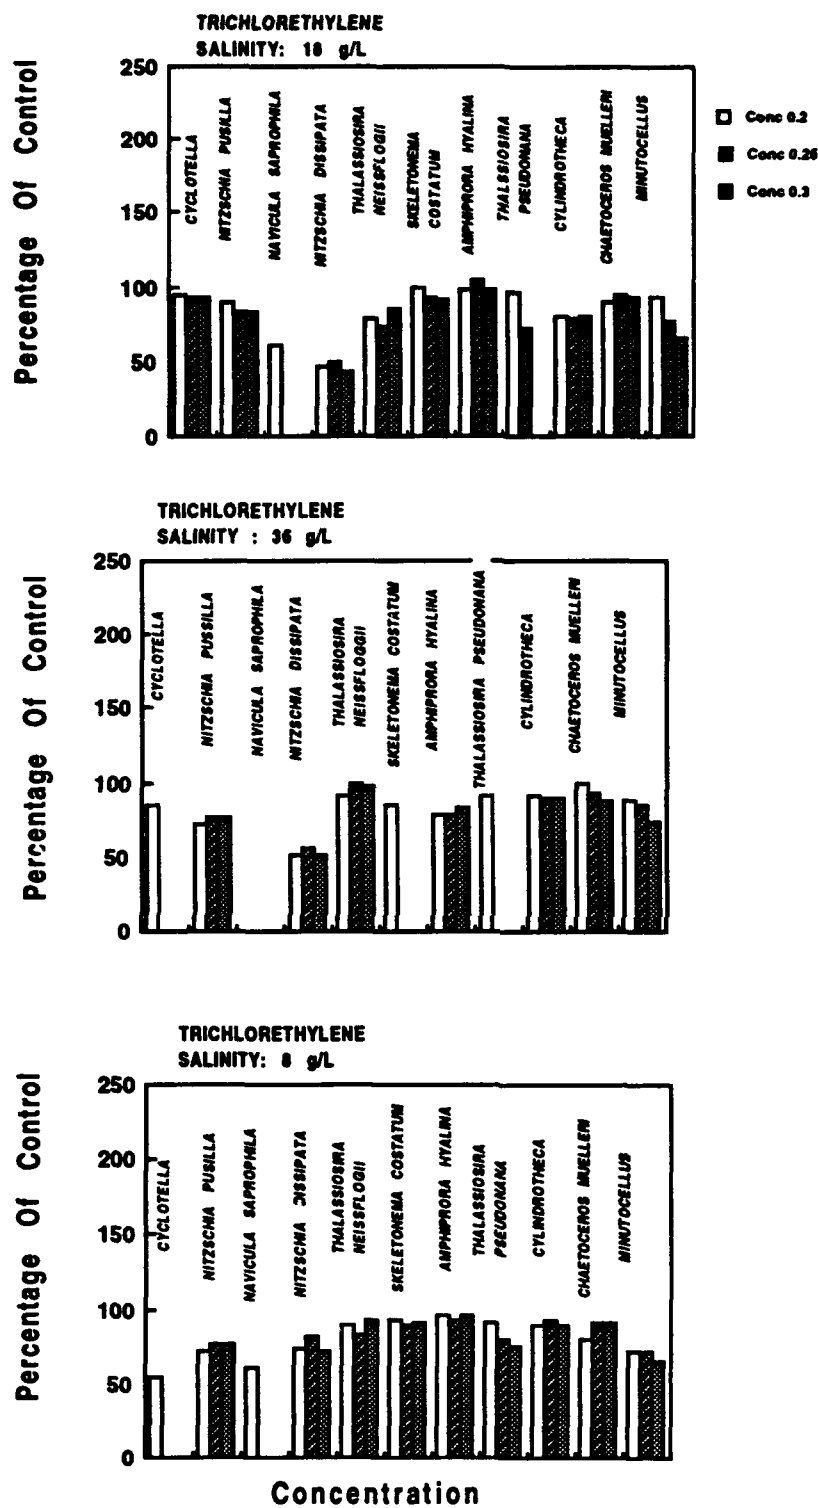 TRICHLORETHYLENE
SALINITY: 18 g/L
Percentage Of Control
250
200
150
100
50
0
CYCLOTELLA
NITZSCHIA PUSILLA
NAVICULA SAPROPHILA
NITZSCHIA DISSIPATA
THALASSIOSIRA
NEISSFLOGII
SKELETONEMA
COSTATUM
AMPHIPRORA HYALINA
THALSSIOSIRA
PSEUDONANA
CYLINDROTHECA
CHAETOCEROS MUELLERI
MINUTOCELLUS
Conc 0.2
Conc 0.25
Conc 0.3
TRICHLORETHYLENE
SALINITY : 36 g/L
Percentage Of Control
250
200
150
100
50
0
CYCLOTELLA
NITZSCHIA PUSSILLA
NAVICULA SAPROPHILA
NITZSCHIA DISSIPATA
THALASSIOSIRA
NEISSFLOGGII
SKELETONEMA COSTATUM
AMPHIPRORA HYALINA
THALASSIOSIRA PSEUDONANA
CYLINDROTHECA
CHAETOCEROS MUELLERI
MINUTOCELLUS
TRICHLORETHYLENE
SALINITY: 8 g/L
Percentage Of Control
250
200
150
100
50
0
CYCLOTELLA
NITZSCHIA PUSILLA
NAVICULA SAPROPHILA
NITZSCHIA DISSIPATA
THALASSIOSIRA
NEISSFLOGII
SKELETONEMA COSTATUM
AMPHIPRORA HYALINA
THALASSIOSIRA
PSEUDONANA
CYLINDROTHECA
CHAETOCEROS MUELLERI
MINUTOCELLUS
Concentration